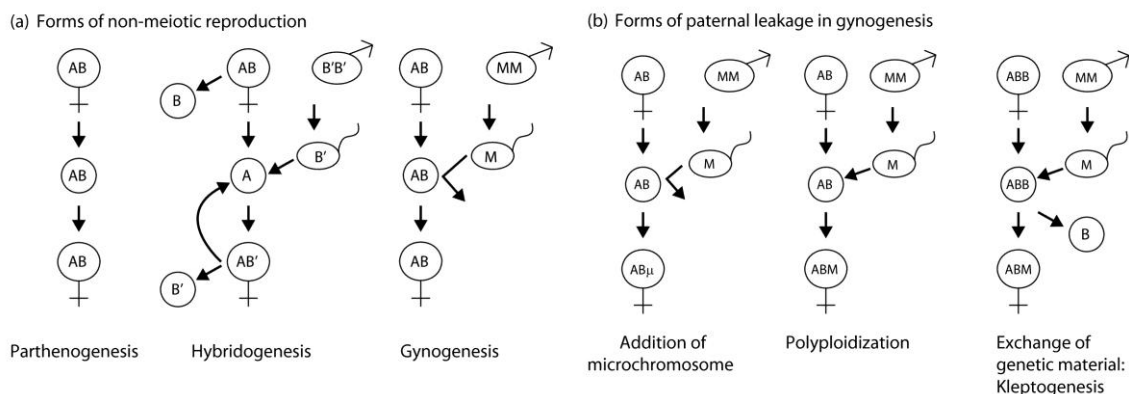 (a) Forms of non-meiotic reproduction
AB
B
AB
B'B'
AB
MM
AB
A
B'
AB
M
AB
B'
AB'
AB
Parthenogenesis
Hybridogenesis
Gynogenesis
(b) Forms of paternal leakage in gynogenesis
AB
MM
AB
MM
ABB
MM
AB
M
AB
M
ABB
M
B
ABμ
ABM
ABM
Addition of
microchromosome
Polyploidization
Exchange of
genetic material:
Kleptogenesis